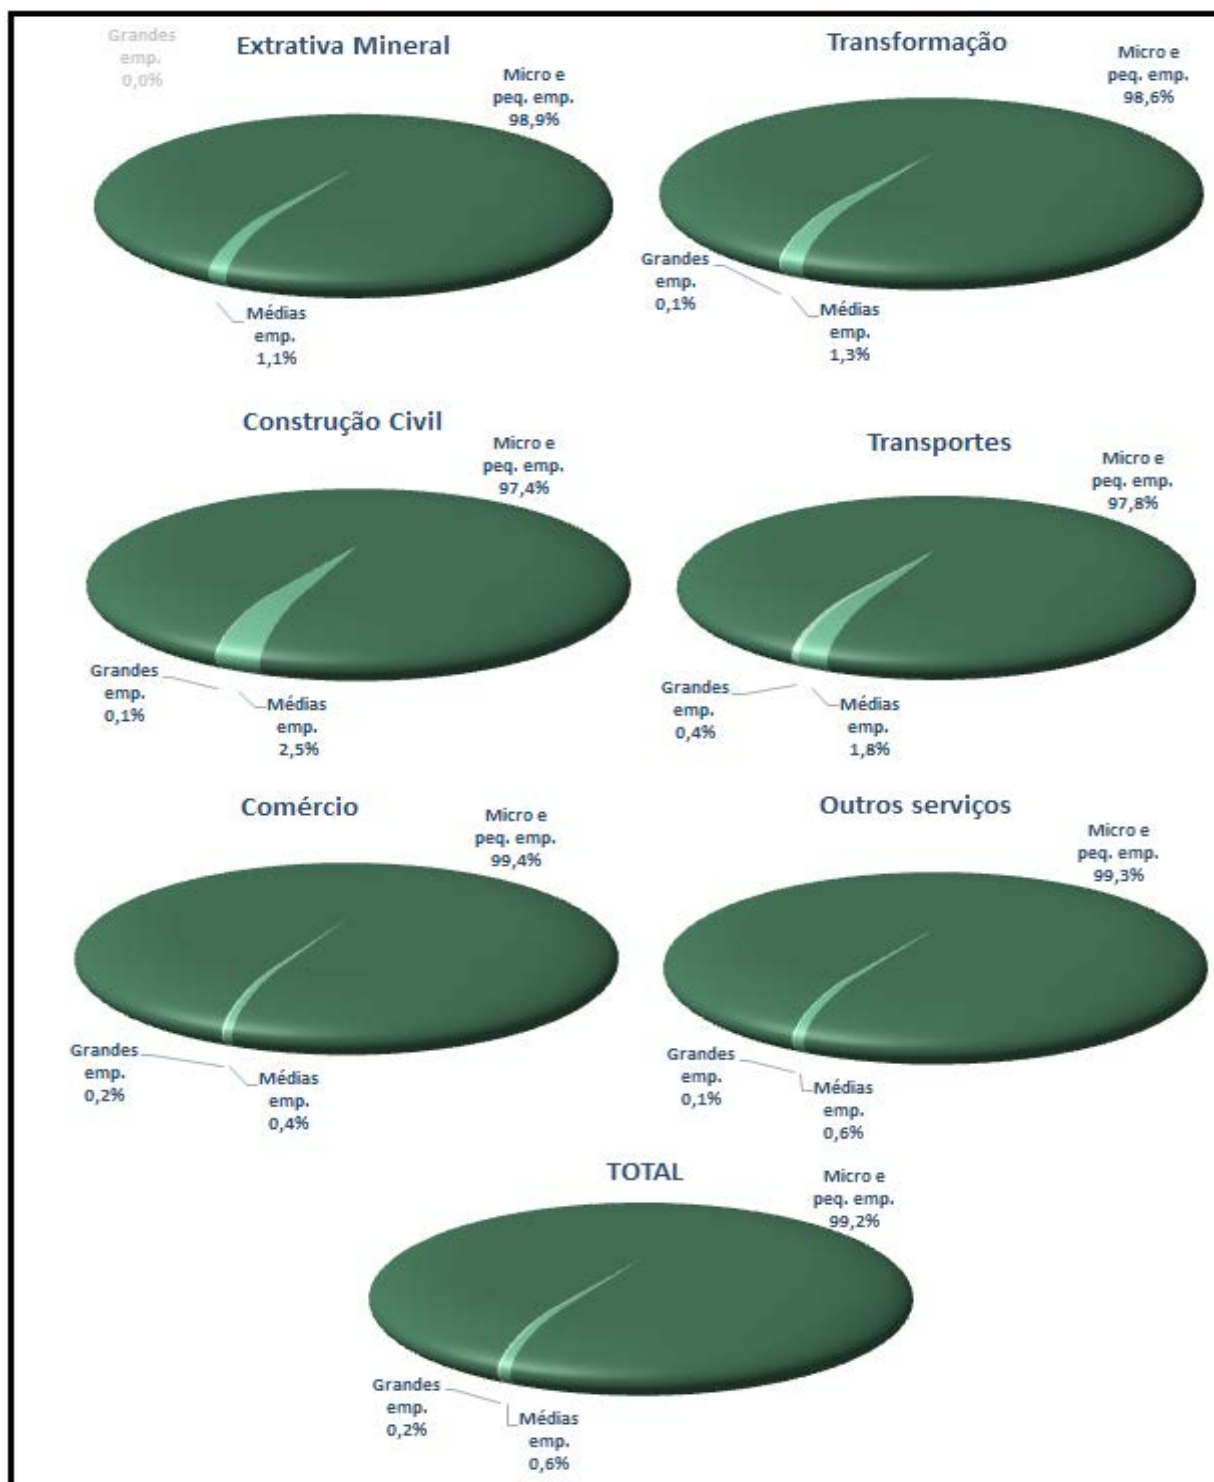 Extrativa Mineral
Grandes
emp.
0,0%
Micro e
peq. emp.
98,9%
Médias
emp.
1,1%
Transformação
Micro e
peq. emp.
98,6%
Grandes
emp.
0,1%
Médias
emp.
1,3%
Construção Civil
Micro e
peq. emp.
97,4%
Grandes
emp.
0,1%
Médias
emp.
2,5%
Transportes
Micro e
peq. emp.
97,8%
Grandes
emp.
0,4%
Médias
emp.
1,8%
Comércio
Micro e
peq. emp.
99,4%
Grandes
emp.
0,2%
Médias
emp.
0,4%
Outros serviços
Micro e
peq. emp.
99,3%
Grandes
emp.
0,1%
Médias
emp.
0,6%
TOTAL
Micro e
peq. emp.
99,2%
Grandes
emp.
0,2%
Médias
emp.
0,6%